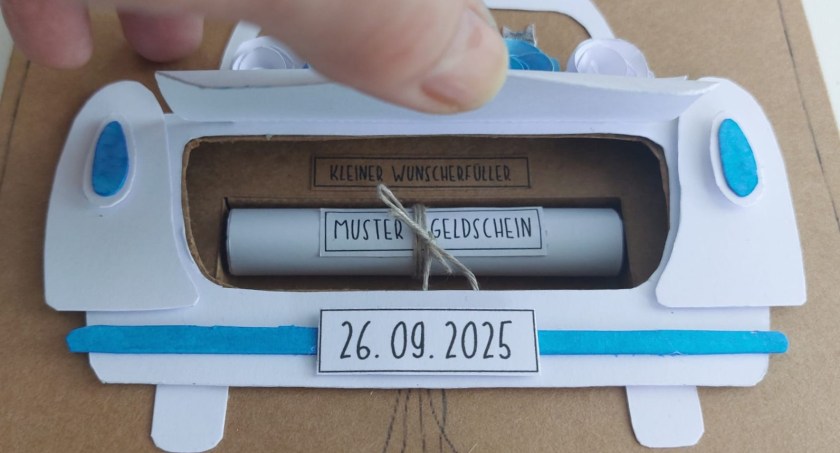 KLEINER WUNSCHERFÜLLER
MUSTER GELDSCHEIN
26.09.2025